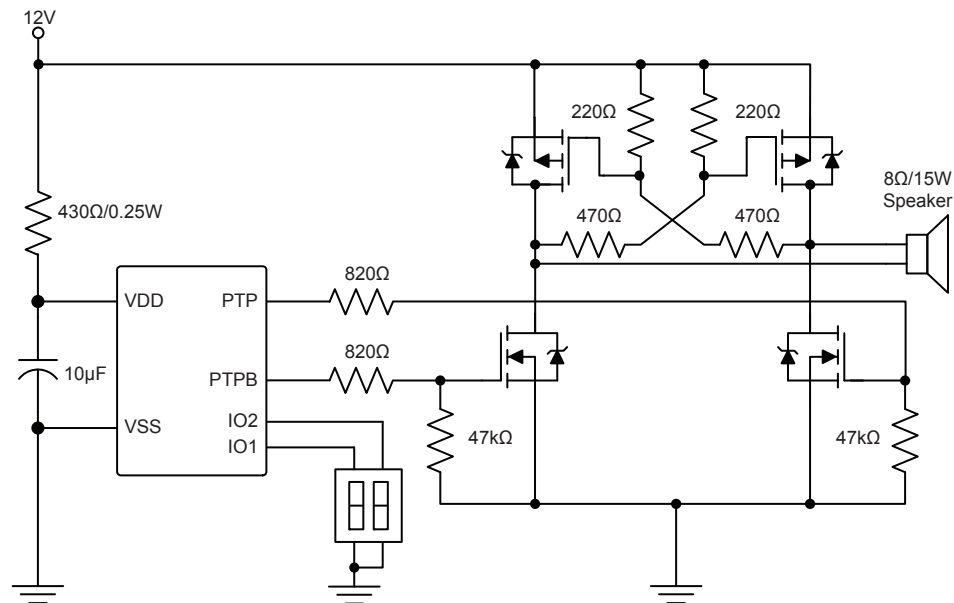 12V
220Ω
220Ω
8Ω/15W
Speaker
430Ω/0.25W
470Ω
470Ω
820Ω
VDD
PTP
820Ω
10µF
PTPB
VSS
IO2
IO1
47kΩ
47kΩ